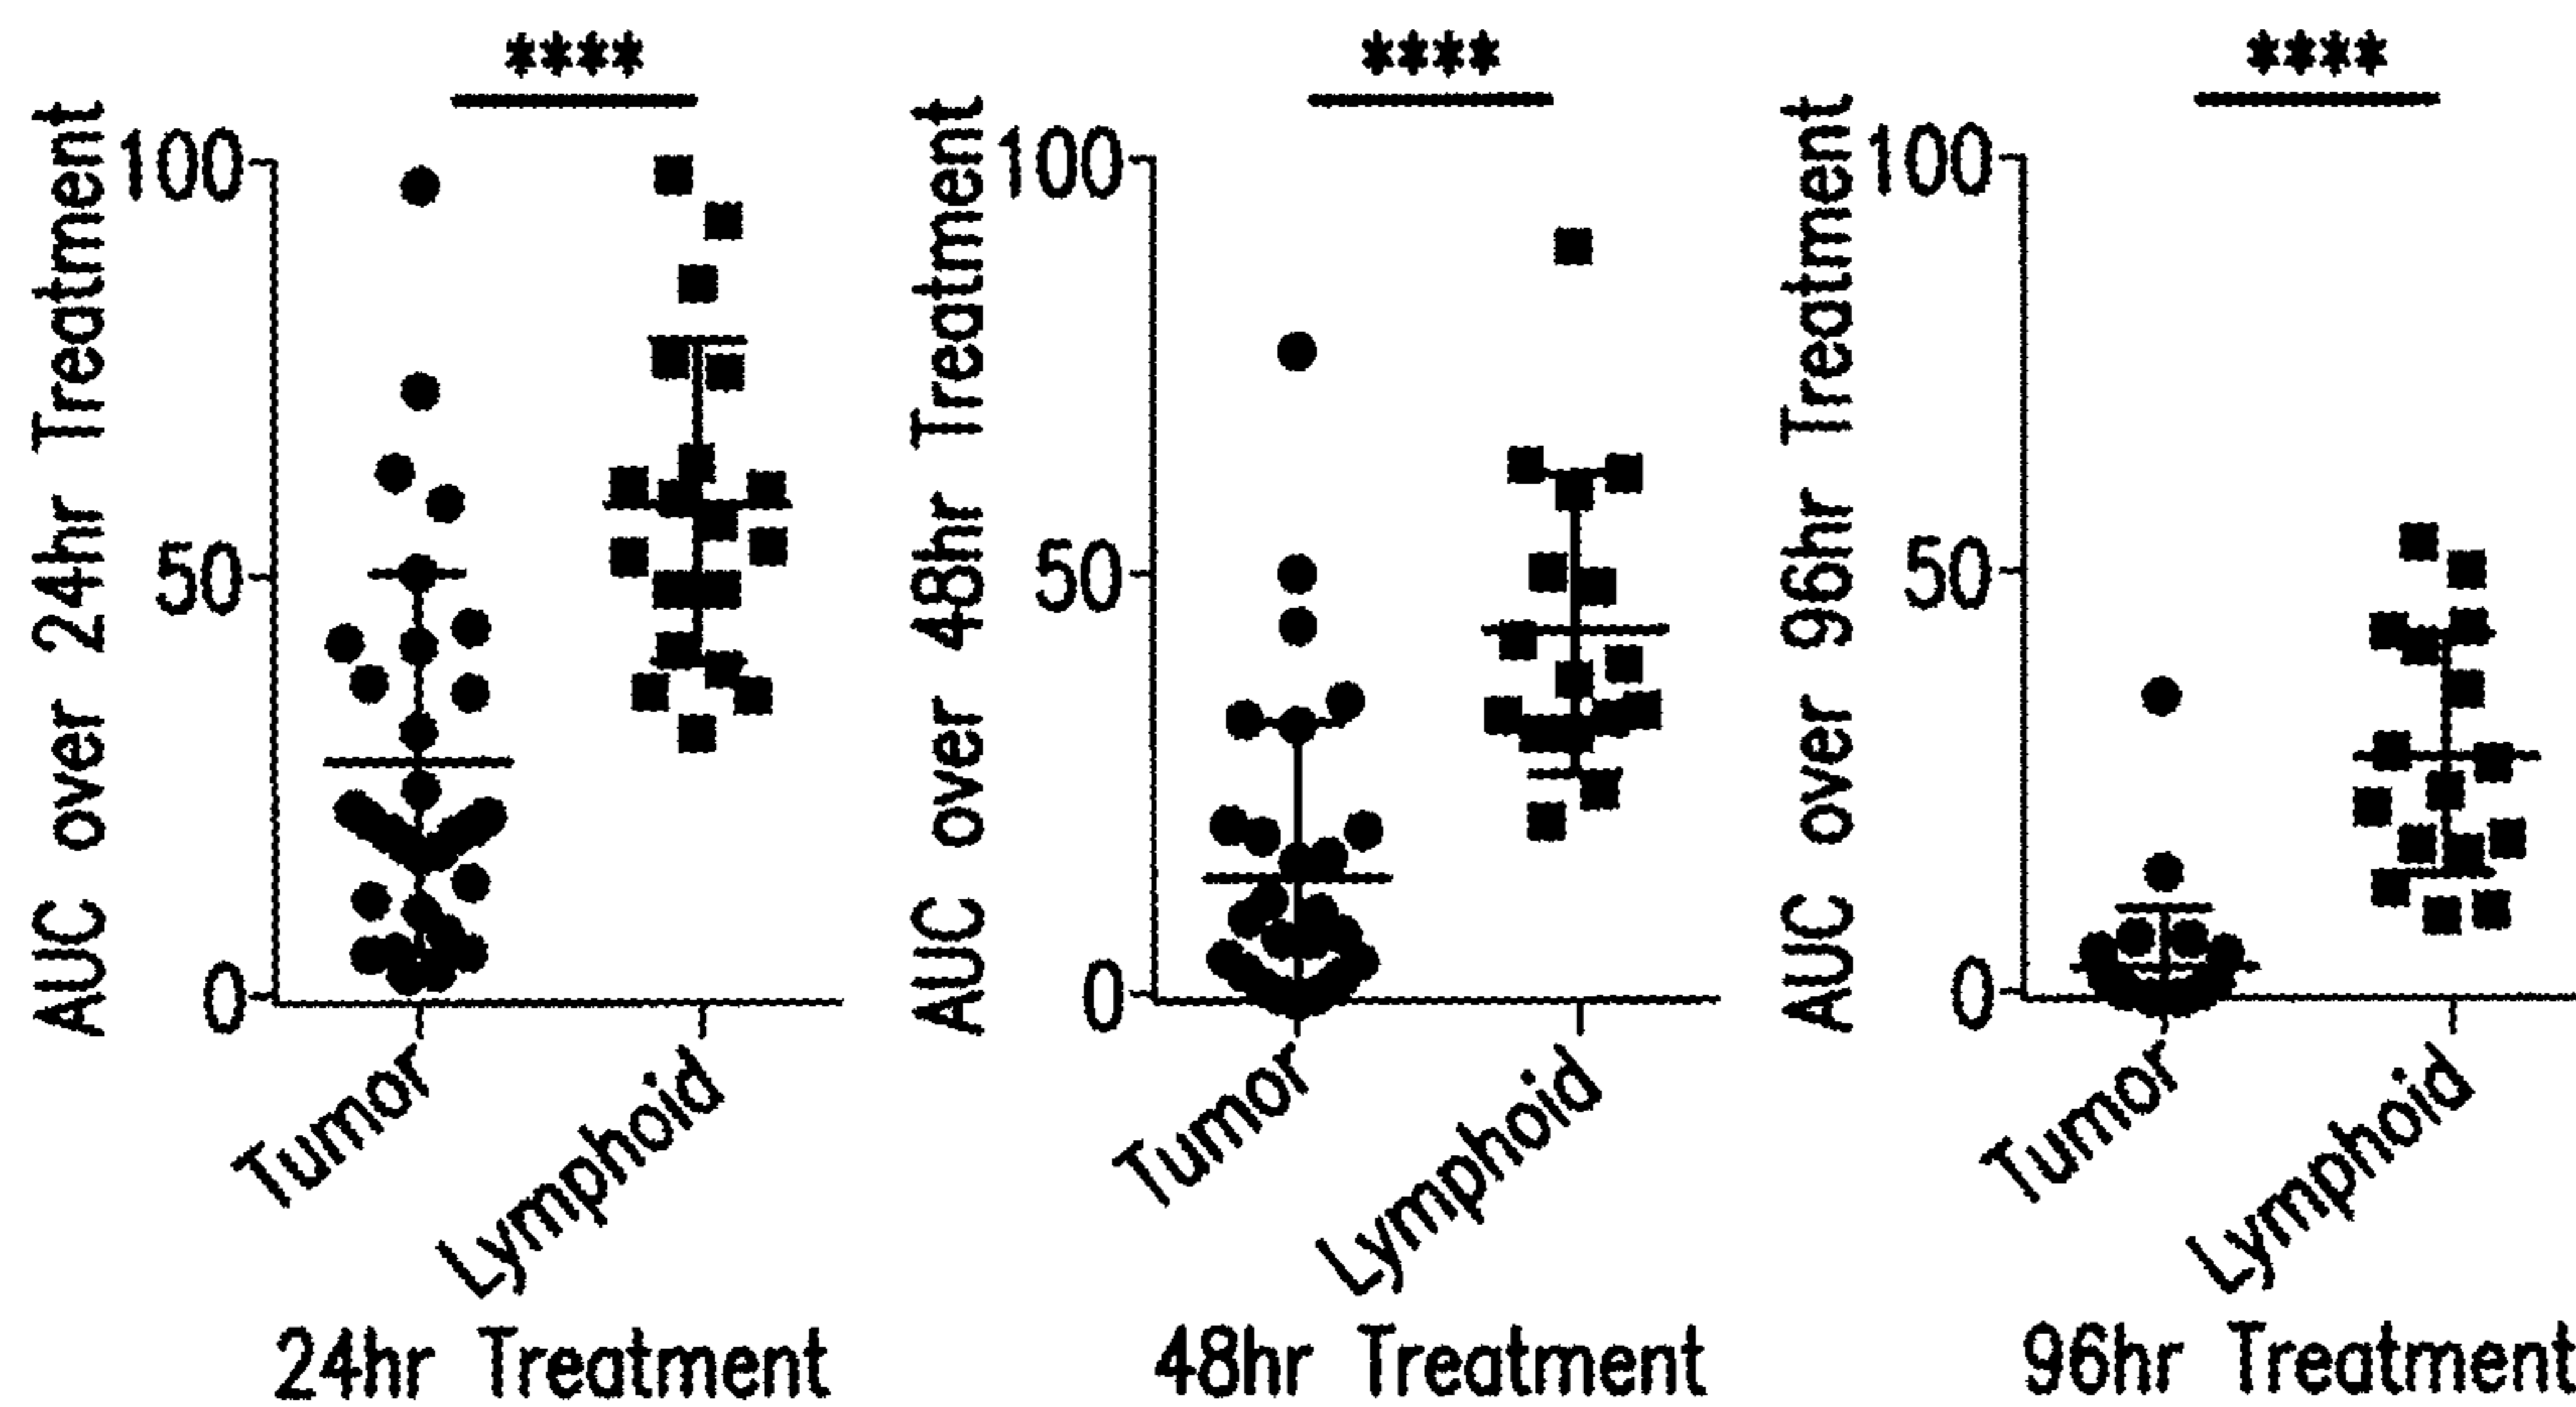 ****
AUC over 24hr Treatment
100
50
0
Tumor
Lymphoid
24hr Treatment
****
AUC over 48hr Treatment
100
50
0
Tumor
Lymphoid
48hr Treatment
****
AUC over 96hr Treatment
100
50
0
Tumor
Lymphoid
96hr Treatment